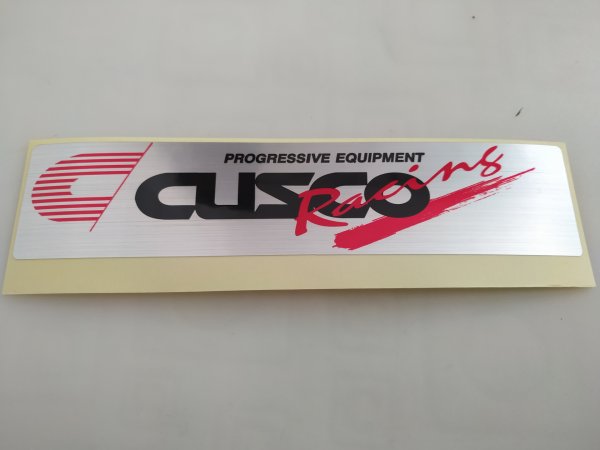 PROGRESSIVE EQUIPMENT
CUSCO Racing